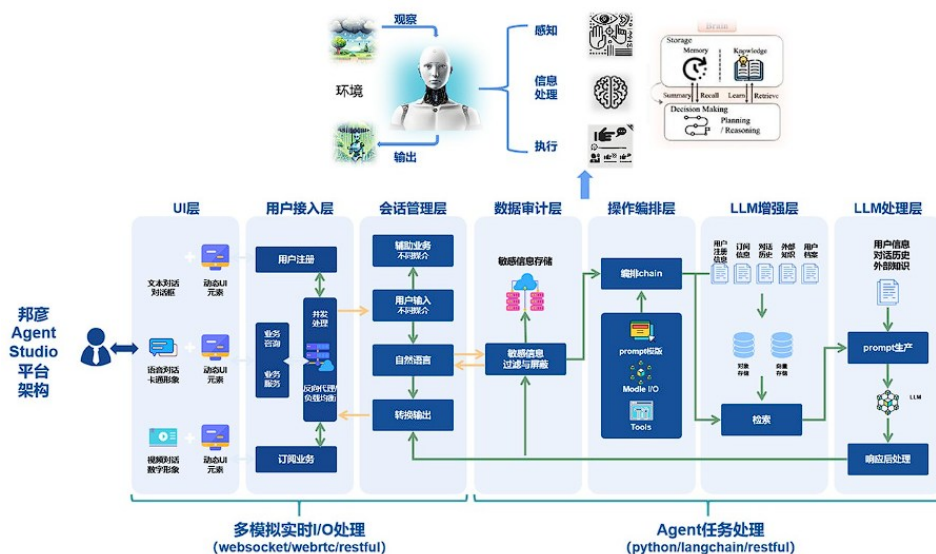 观察
环境
输出
感知
信息
处理
执行
Brain
Storage
Memory
Knowledge
Summary
Recall
Learn
Retrieve
Decision Making
Planning
/ Reasoning
UI层
用户接入层
会话管理层
数据审计层
操作编排层
LLM增强层
LLM处理层
邦彦
Agent
Studio
平台
架构
文本对话
对话框
动态UI
元素
语音对话
卡通形象
动态UI
元素
视频对话
数字形象
动态UI
元素
用户注册
并发
处理
业务
咨询
业务
服务
反向代理/
负载均衡
订阅业务
辅助业务
不同媒介
用户输入
不同媒介
自然语言
转换输出
敏感信息存储
敏感信息
过滤与屏蔽
编排chain
prompt模版
Modle I/O
Tools
用户
注册
信息
订阅
信息
对话
历史
外部
知识
用户
档案
对象
存储
向量
存储
检索
用户信息
对话历史
外部知识
prompt生产
LLM
响应后处理
多模拟实时I/O处理
(websocket/webrtc/restful)
Agent任务处理
(python/langchain/restful)